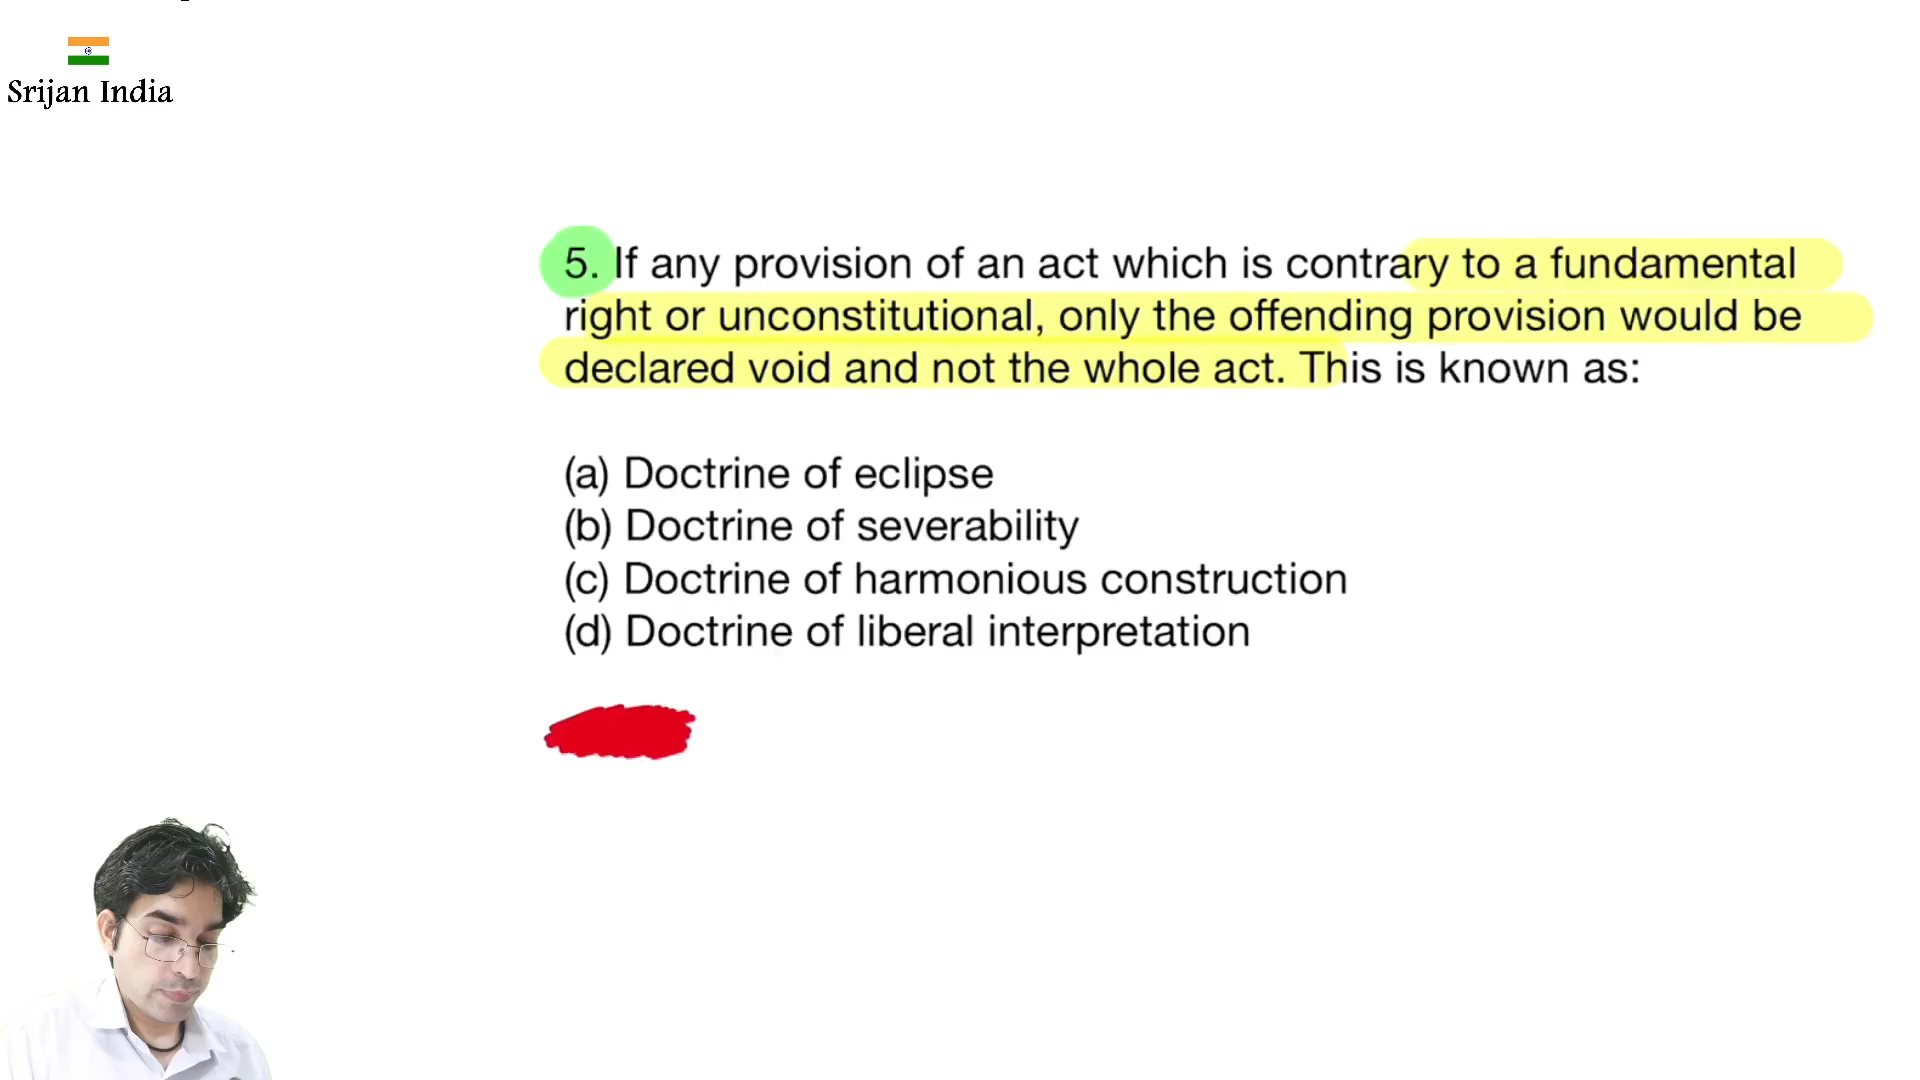 Srijan India
5. If any provision of an act which is contrary to a fundamental
right or unconstitutional, only the offending provision would be
declared void and not the whole act. This is known as:
(a) Doctrine of eclipse
(b) Doctrine of severability
(c) Doctrine of harmonious construction
(d) Doctrine of liberal interpretation